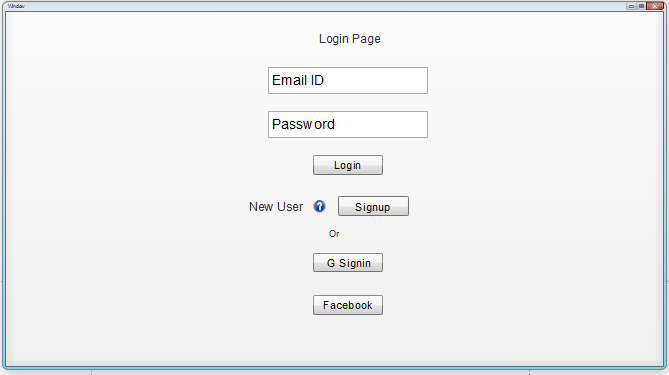 Window
Login Page
Email ID
Password
Login
New User ? Signup
Or
G Signin
Facebook